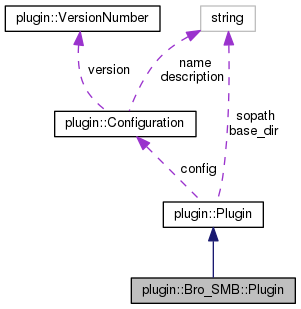 plugin::VersionNumber
string
version
name
description
plugin::Configuration
sopath
base_dir
config
plugin::Plugin
plugin::Bro_SMB::Plugin